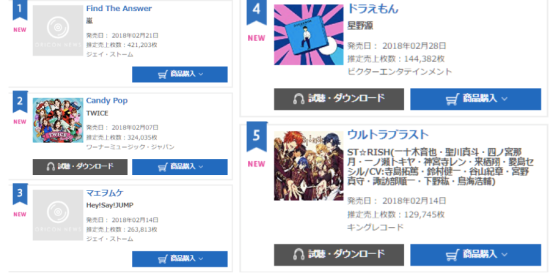 1
NEW
Find The Answer
嵐
発売日: 2018年02月21日
推定売上枚数:421,203枚
ジェイ・ストーム
商品購入
2
NEW
Candy Pop
TWICE
発売日: 2018年02月07日
推定売上枚数:324,025枚
ワーナーミュージック・ジャパン
試聴・ダウンロード
商品購入
3
NEW
マエヲムケ
Hey!Say!JUMP
発売日: 2018年02月14日
推定売上枚数:263,813枚
ジェイ・ストーム
商品購入
4
NEW
ドラえもん
星野源
発売日: 2018年02月28日
推定売上枚数:144,382枚
ビクターエンタテインメント
試聴・ダウンロード
商品購入
5
NEW
ウルトラブラスト
ST☆RISH(一十木音也・聖川真斗・四ノ宮那
月・一ノ瀬トキヤ・神宮寺レン・来栖翔・愛島セ
シル/CV:寺島拓篤・鈴村健一・谷山紀章・宮野
真守・諏訪部順一・下野紘・鳥海浩輔)
発売日: 2018年02月14日
推定売上枚数:129,745枚
キングレコード
試聴・ダウンロード
商品購入